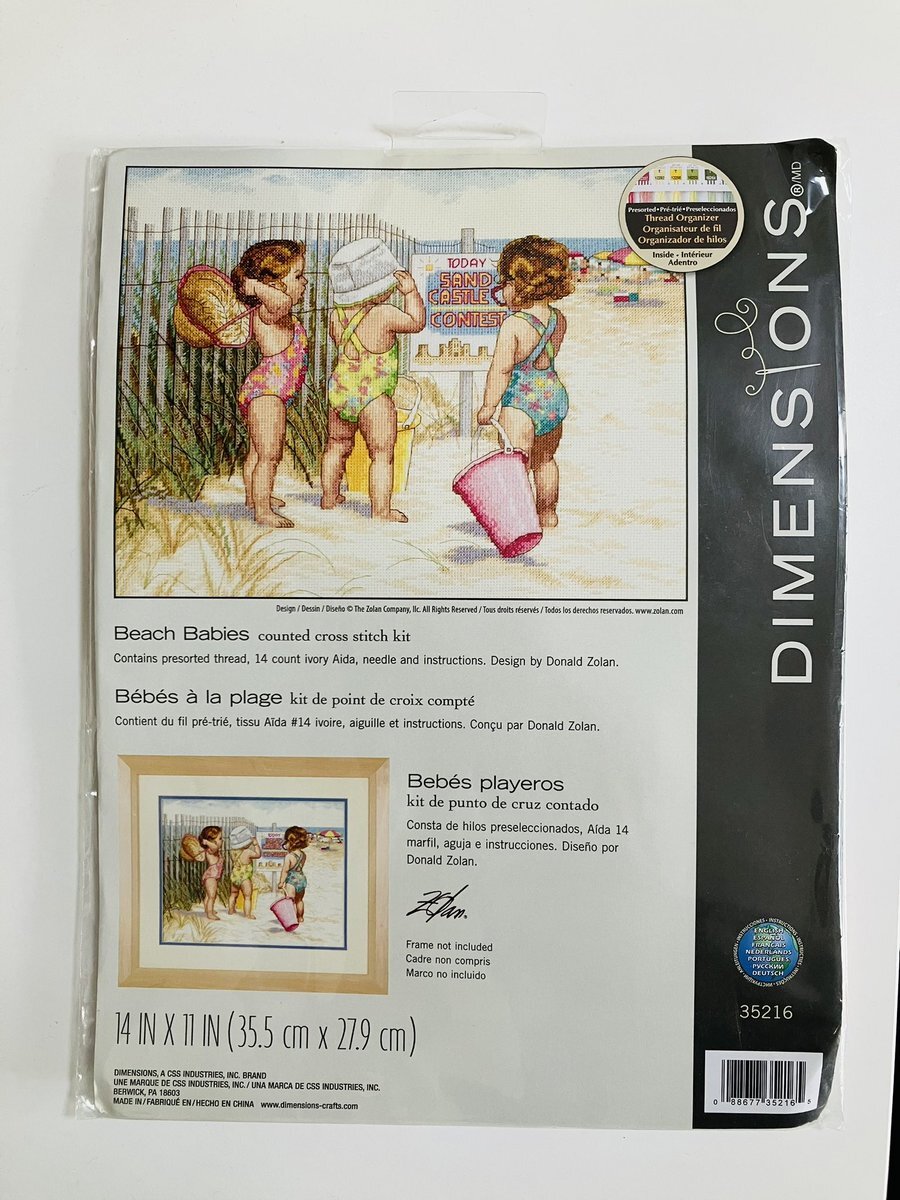 TODAY
SAND
CASTLE
CONTEST
Presorted • Pré-trié • Preseleccionados
Thread Organizer
Organisateur de fil
Organizador de hilos
Inside • Intérieur
Adentro
DIMENSIONS®/MD
Design / Dessin / Diseño © The Zolan Company, llc. All Rights Reserved / Tous droits réservés / Todos los derechos reservados. www.zolan.com
Beach Babies counted cross stitch kit
Contains presorted thread, 14 count ivory Aida, needle and instructions. Design by Donald Zolan.
Bébés à la plage kit de point de croix compté
Contient du fil pré-trié, tissu Aïda #14 ivoire, aiguille et instructions. Conçu par Donald Zolan.
Bebés playeros
kit de punto de cruz contado
Consta de hilos preseleccionados, Aída 14
marfil, aguja e instrucciones. Diseño por
Donald Zolan.
Zolan
Frame not included
Cadre non compris
Marco no incluido
14 IN X 11 IN (35.5 cm x 27.9 cm)
DIMENSIONS, A CSS INDUSTRIES, INC. BRAND
UNE MARQUE DE CSS INDUSTRIES, INC. / UNA MARCA DE CSS INDUSTRIES, INC.
BERWICK, PA 18603
MADE IN / FABRIQUÉ EN / HECHO EN CHINA www.dimensions-crafts.com
ENGLISH
ESPAÑOL
FRANÇAIS
NEDERLANDS
PORTUGUÊS
РУССКИЙ
DEUTSCH
35216
0 88677 35216 5